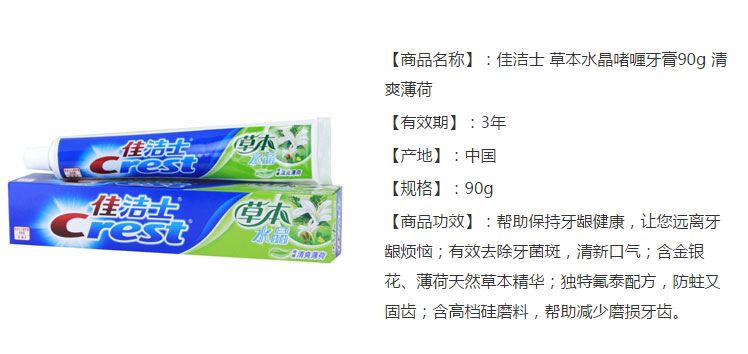 佳洁士
Crest
草本
水晶
清爽薄荷
佳洁士
Crest
草本
水晶
清爽薄荷
【商品名称】:佳洁士 草本水晶啫喱牙膏90g 清
爽薄荷
【有效期】:3年
【产地】:中国
【规格】:90g
【商品功效】:帮助保持牙龈健康，让您远离牙
龈烦恼；有效去除牙菌斑，清新口气；含金银
花、薄荷天然草本精华；独特氟泰配方，防蛀又
固齿；含高档硅磨料，帮助减少磨损牙齿。